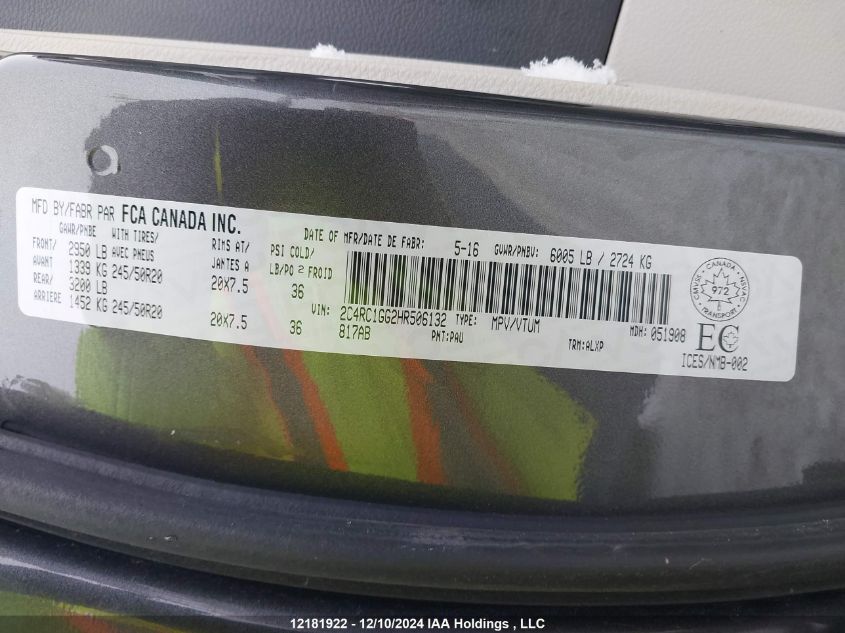 MFD BY/FABR PAR FCA CANADA INC.
DATE OF MFR/DATE DE FABR: 5-16 GVWR/PNBV: 6005 LB / 2724 KG
GAWR/PNBE WITH TIRES/ RIMS AT/ PSI COLD/
AVEC PNEUS JANTES A LB/PO 2 FROID
FRONT/ 2950 LB
AVANT 1339 KG 245/50R20 20X7.5 36
REAR/ 3200 LB
ARRIERE 1452 KG 245/50R20 20X7.5 36
VIN: 2C4RC1GG2HR506132 TYPE: MPV/VTUM MDH: 051908
817AB PNT: PAU TRM: ALXP
CMVSS CANADA NSVAC
972
TRANSPORT
EC
ICES/NMB-002
12181922 - 12/10/2024 IAA Holdings , LLC